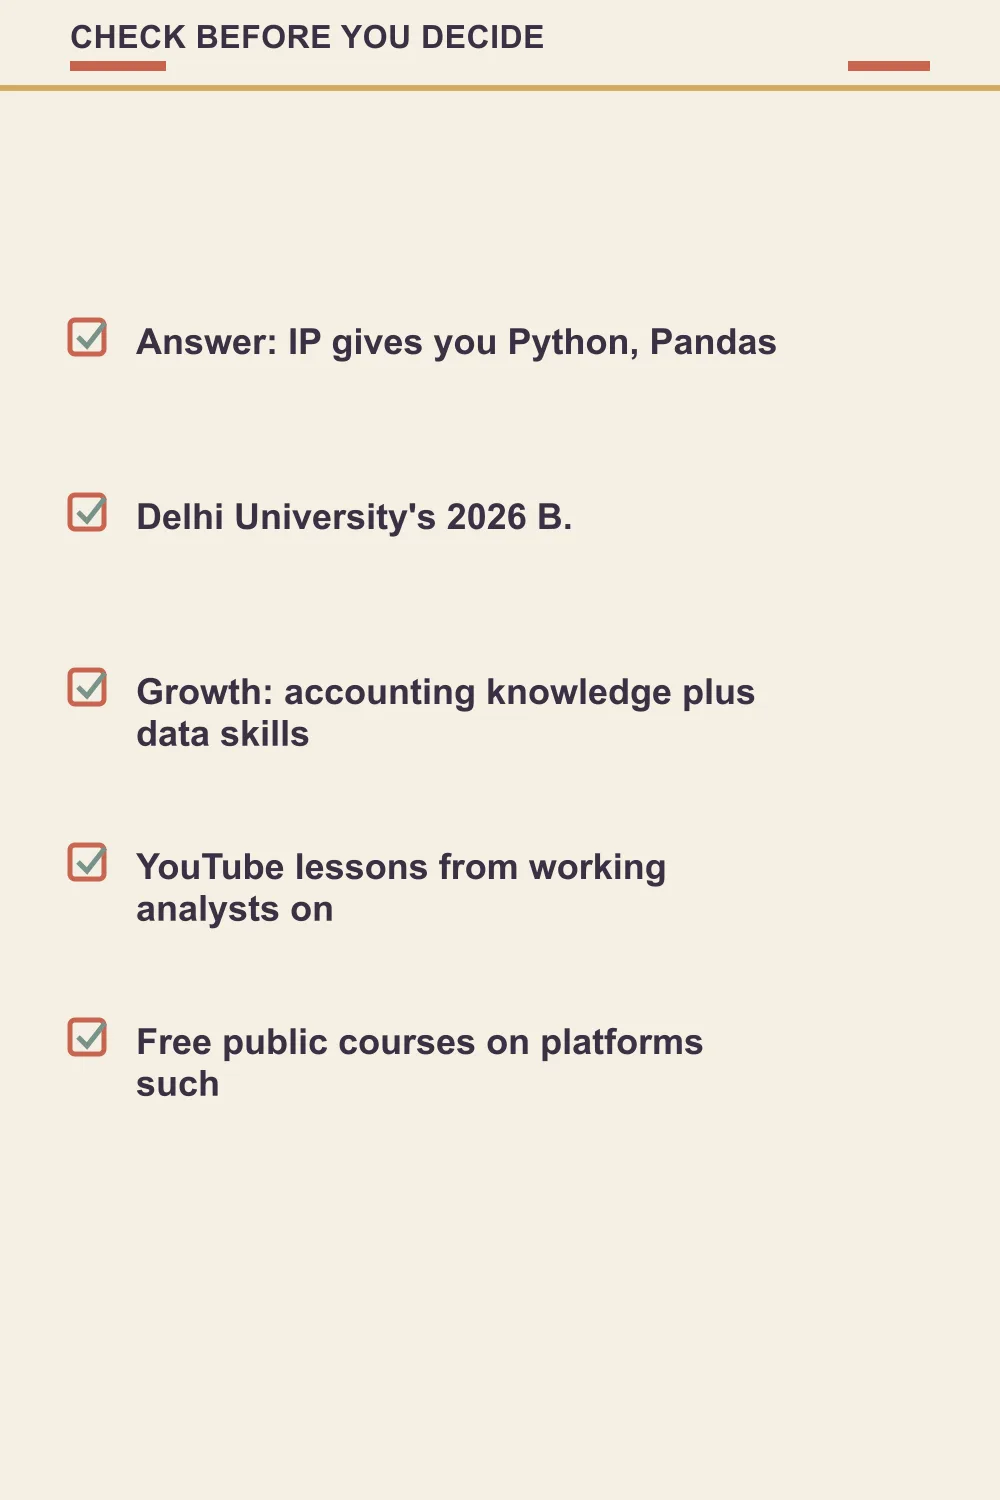 CHECK BEFORE YOU DECIDE
Answer: IP gives you Python, Pandas
Delhi University's 2026 B.
Growth: accounting knowledge plus
data skills
YouTube lessons from working
analysts on
Free public courses on platforms
such